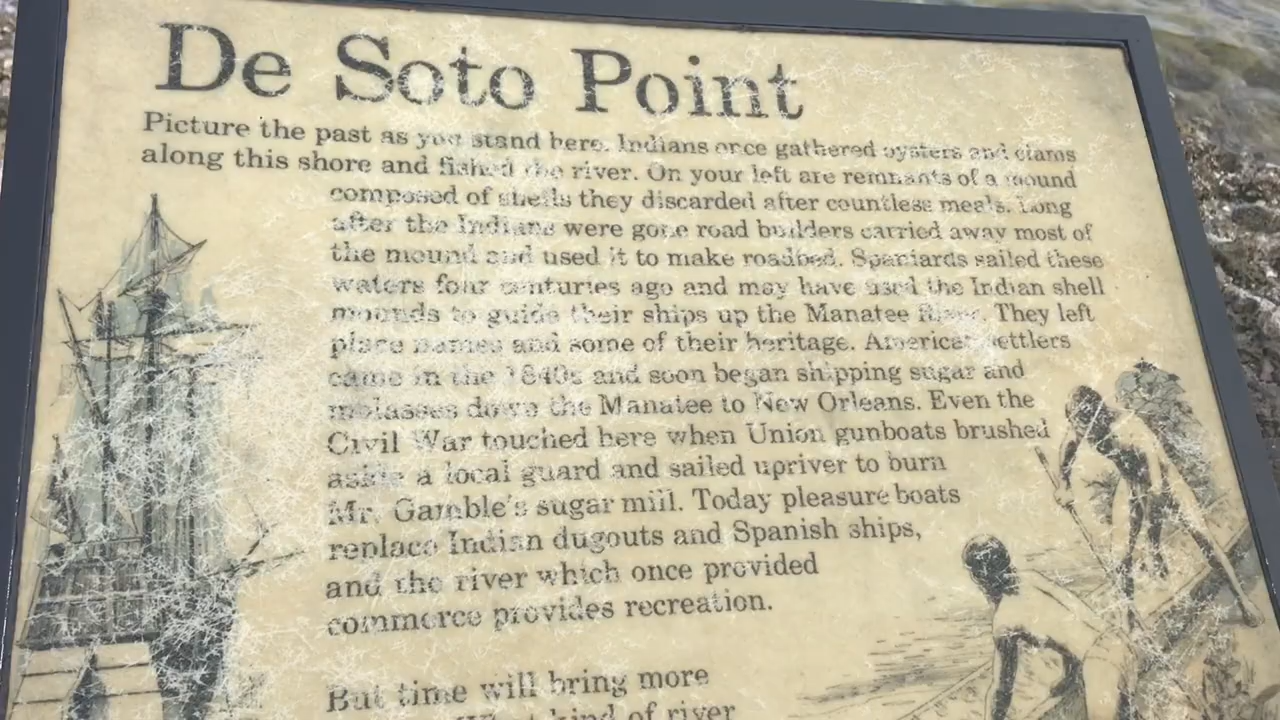 De Soto Point
Picture the past as you stand here. Indians once gathered oysters and clams
along this shore and fished the river. On your left are remnants of a mound
composed of shells they discarded after countless meals. Long
after the Indians were gone road builders carried away most of
the mound and used it to make roadbed. Spaniards sailed these
waters four centuries ago and may have used the Indian shell
mounds to guide their ships up the Manatee River. They left
place names and some of their heritage. American settlers
came in the 1840s and soon began shipping sugar and
molasses down the Manatee to New Orleans. Even the
Civil War touched here when Union gunboats brushed
aside a local guard and sailed upriver to burn
Mr. Gamble's sugar mill. Today pleasure boats
replace Indian dugouts and Spanish ships,
and the river which once provided
commerce provides recreation.
But time will bring more
What kind of river